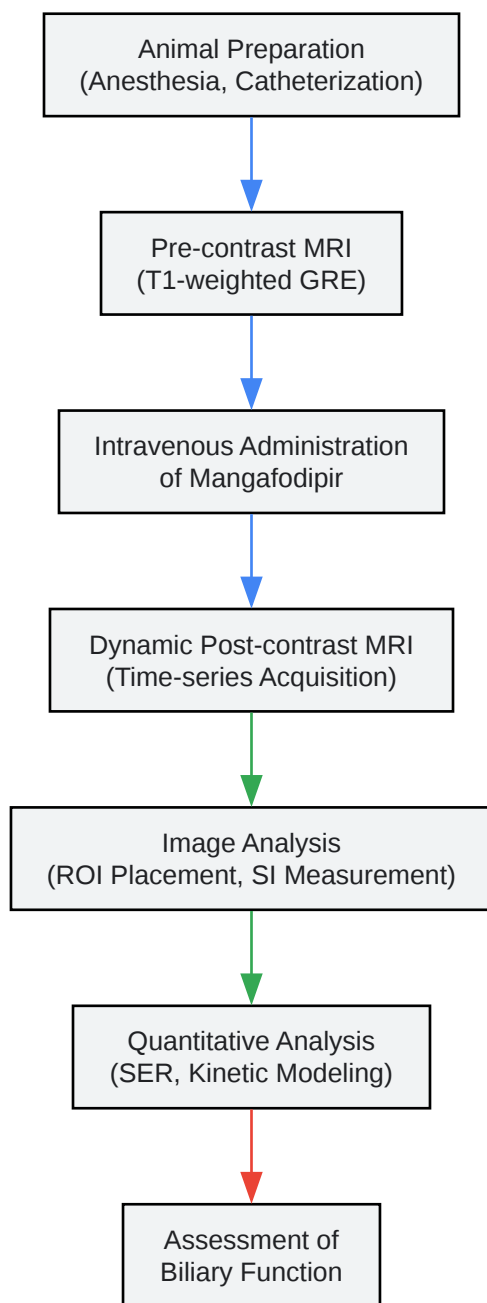 Animal Preparation
(Anesthesia, Catheterization)
Pre-contrast MRI
(T1-weighted GRE)
Intravenous Administration
of Mangafodipir
Dynamic Post-contrast MRI
(Time-series Acquisition)
Image Analysis
(ROI Placement, SI Measurement)
Quantitative Analysis
(SER, Kinetic Modeling)
Assessment of
Biliary Function